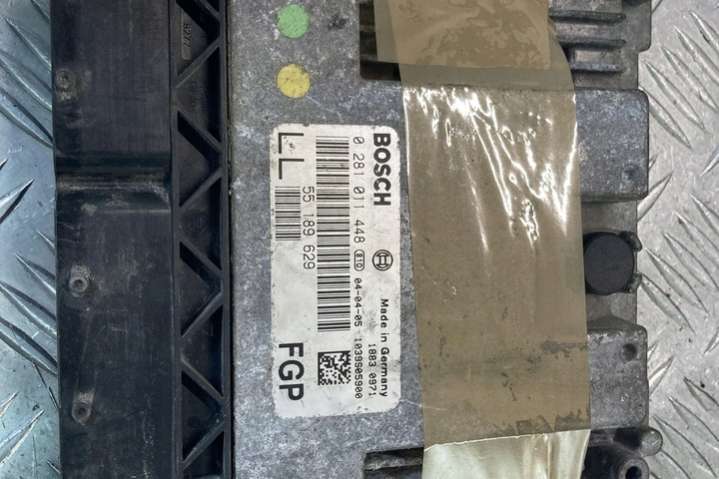 BOSCH
0 281 011 448 810 04-04-05 1039S05900
Made in Germany
1883 0971
LL
55 189 629
FGP